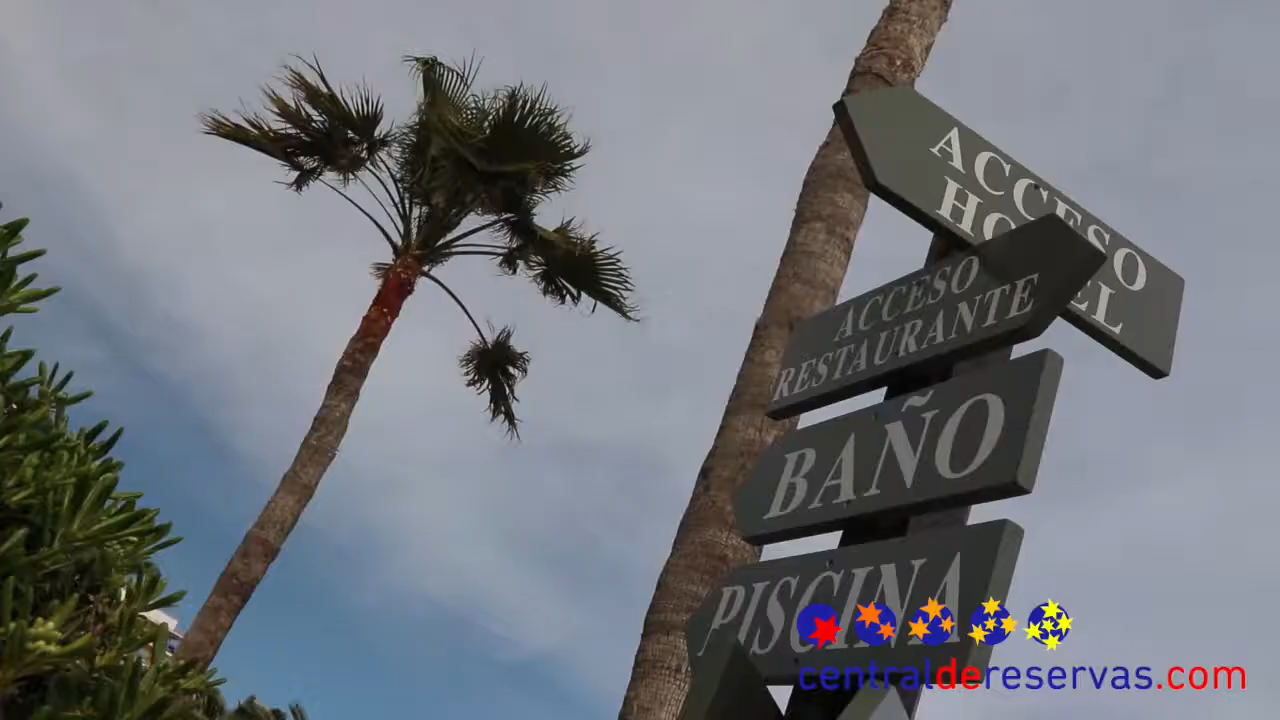 ACCESO
HOTEL
ACCESO
RESTAURANTE
BAÑO
PISCINA
centraldereservas.com